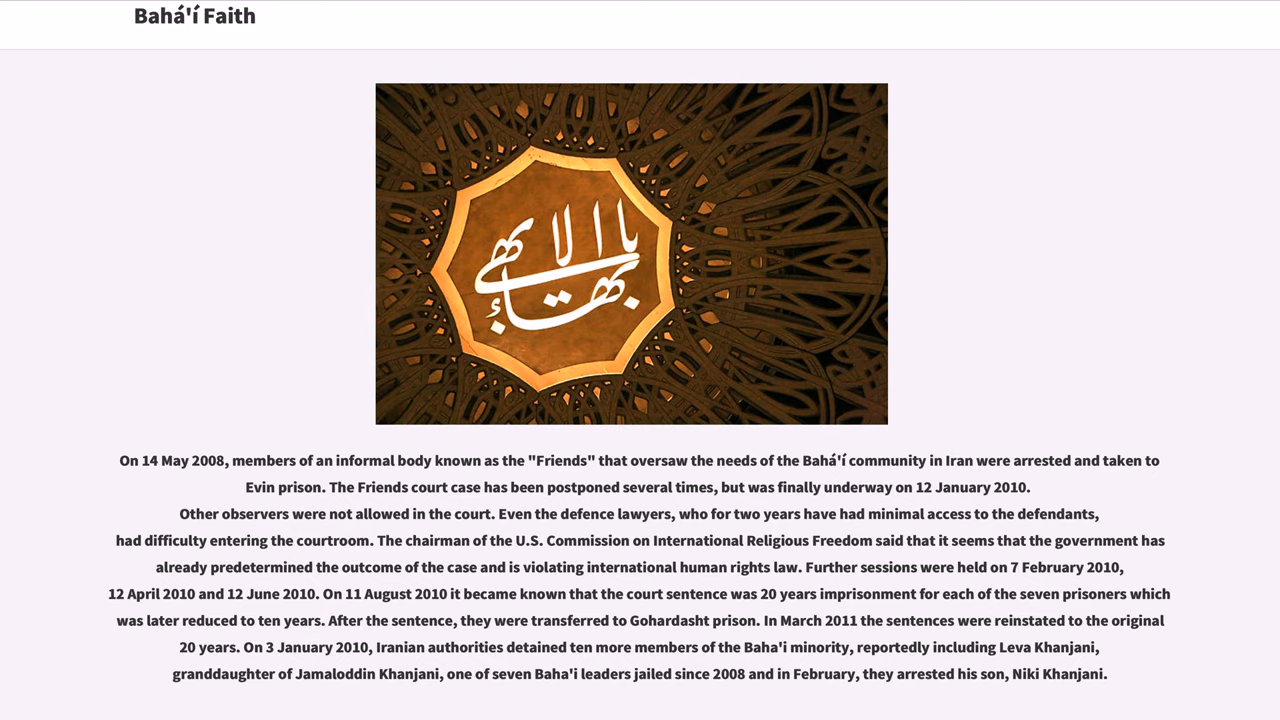 Bahá'í Faith
یا بهاء الابهی
On 14 May 2008, members of an informal body known as the "Friends" that oversaw the needs of the Bahá'í community in Iran were arrested and taken to
Evin prison. The Friends court case has been postponed several times, but was finally underway on 12 January 2010.
Other observers were not allowed in the court. Even the defence lawyers, who for two years have had minimal access to the defendants,
had difficulty entering the courtroom. The chairman of the U.S. Commission on International Religious Freedom said that it seems that the government has
already predetermined the outcome of the case and is violating international human rights law. Further sessions were held on 7 February 2010,
12 April 2010 and 12 June 2010. On 11 August 2010 it became known that the court sentence was 20 years imprisonment for each of the seven prisoners which
was later reduced to ten years. After the sentence, they were transferred to Gohardasht prison. In March 2011 the sentences were reinstated to the original
20 years. On 3 January 2010, Iranian authorities detained ten more members of the Baha'i minority, reportedly including Leva Khanjani,
granddaughter of Jamaloddin Khanjani, one of seven Baha'i leaders jailed since 2008 and in February, they arrested his son, Niki Khanjani.